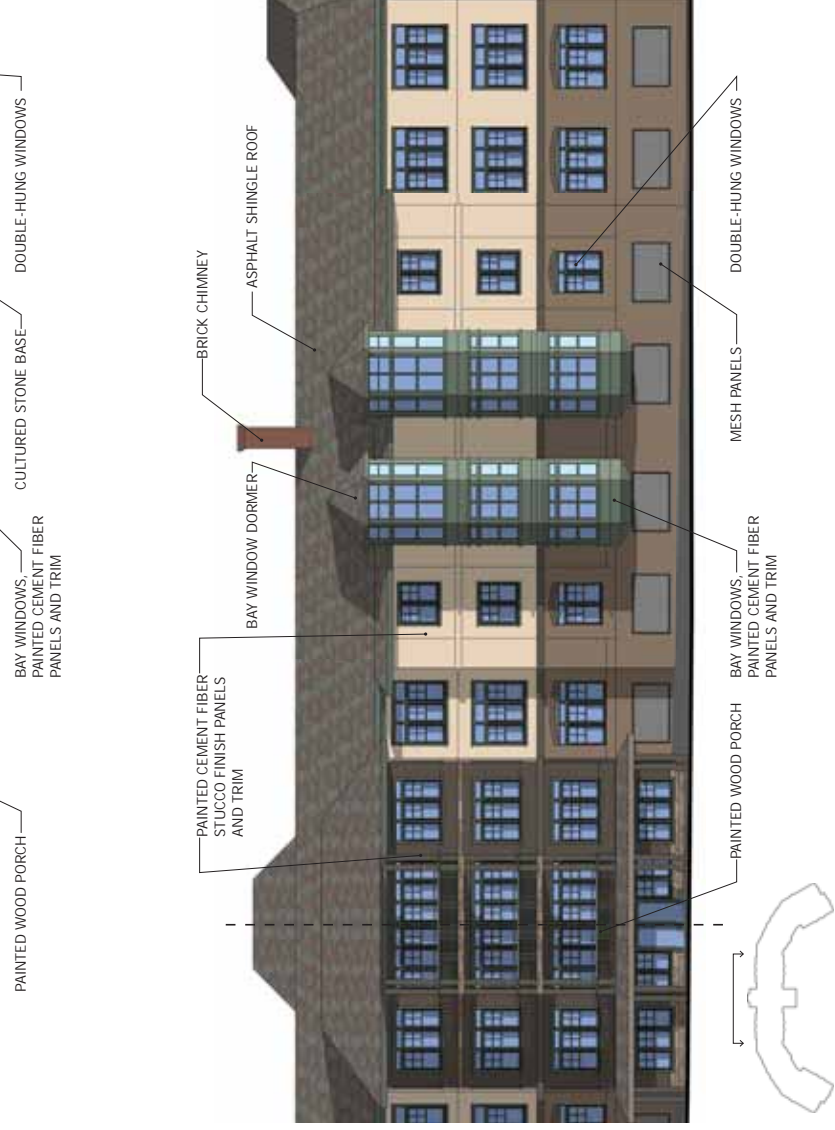 PAINTED WOOD PORCH
BAY WINDOWS,
PAINTED CEMENT FIBER
PANELS AND TRIM
CULTURED STONE BASE
DOUBLE-HUNG WINDOWS
PAINTED CEMENT FIBER
STUCCO FINISH PANELS
AND TRIM
BAY WINDOW DORMER
BRICK CHIMNEY
ASPHALT SHINGLE ROOF
PAINTED WOOD PORCH
BAY WINDOWS,
PAINTED CEMENT FIBER
PANELS AND TRIM
MESH PANELS
DOUBLE-HUNG WINDOWS